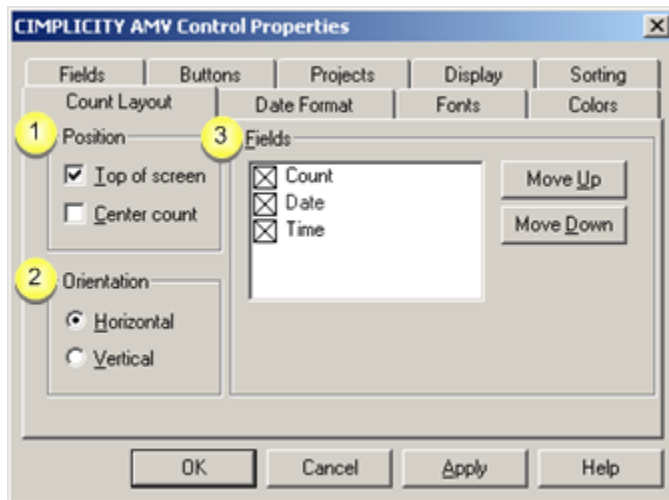 CIMPLICITY AMV Control Properties
Fields Buttons Projects Display Sorting
Count Layout Date Format Fonts Colors
1 Position
Top of screen
Center count
2 Orientation
Horizontal
Vertical
3 Fields
Count
Date
Time
Move Up
Move Down
OK Cancel Apply Help